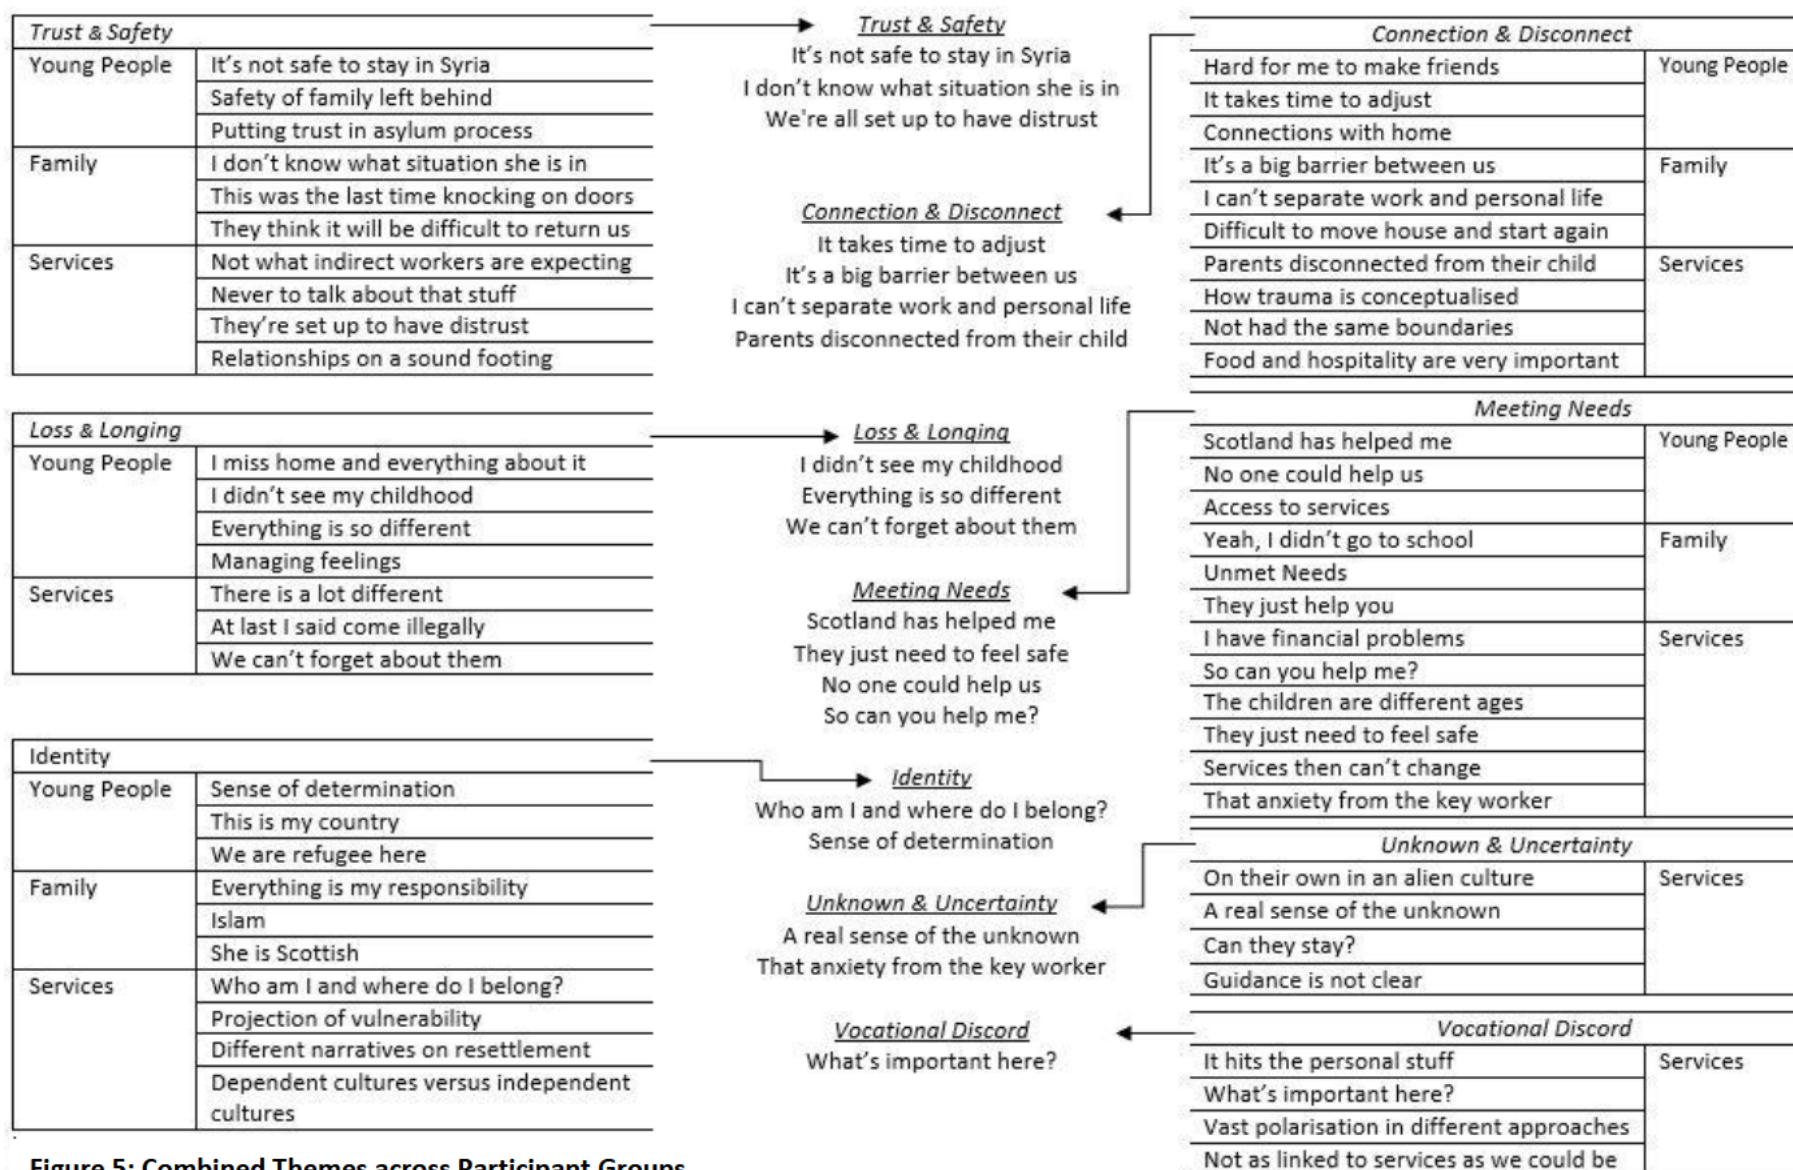 Trust & Safety
Young People
It's not safe to stay in Syria
Safety of family left behind
Putting trust in asylum process
Family
I don't know what situation she is in
This was the last time knocking on doors
They think it will be difficult to return us
Services
Not what indirect workers are expecting
Never to talk about that stuff
They're set up to have distrust
Relationships on a sound footing
Loss & Longing
Young People
I miss home and everything about it
I didn't see my childhood
Everything is so different
Managing feelings
Services
There is a lot different
At last I said come illegally
We can't forget about them
Identity
Young People
Sense of determination
This is my country
We are refugee here
Family
Everything is my responsibility
Islam
She is Scottish
Services
Who am I and where do I belong?
Projection of vulnerability
Different narratives on resettlement
Dependent cultures versus independent
cultures
Trust & Safety
It's not safe to stay in Syria
I don't know what situation she is in
We're all set up to have distrust
Connection & Disconnect
It takes time to adjust
It's a big barrier between us
I can't separate work and personal life
Parents disconnected from their child
Loss & Longing
I didn't see my childhood
Everything is so different
We can't forget about them
Meeting Needs
Scotland has helped me
They just need to feel safe
No one could help us
So can you help me?
Identity
Who am I and where do I belong?
Sense of determination
Unknown & Uncertainty
A real sense of the unknown
That anxiety from the key worker
Vocational Discord
What's important here?
Connection & Disconnect
Hard for me to make friends
Young People
It takes time to adjust
Connections with home
It's a big barrier between us
Family
I can't separate work and personal life
Difficult to move house and start again
Parents disconnected from their child
Services
How trauma is conceptualised
Not had the same boundaries
Food and hospitality are very important
Meeting Needs
Scotland has helped me
Young People
No one could help us
Access to services
Yeah, I didn't go to school
Family
Unmet Needs
They just help you
I have financial problems
Services
So can you help me?
The children are different ages
They just need to feel safe
Services then can't change
That anxiety from the key worker
Unknown & Uncertainty
On their own in an alien culture
Services
A real sense of the unknown
Can they stay?
Guidance is not clear
Vocational Discord
It hits the personal stuff
Services
What's important here?
Vast polarisation in different approaches
Not as linked to services as we could be
Figure 5: Combined Themes across Participant Groups